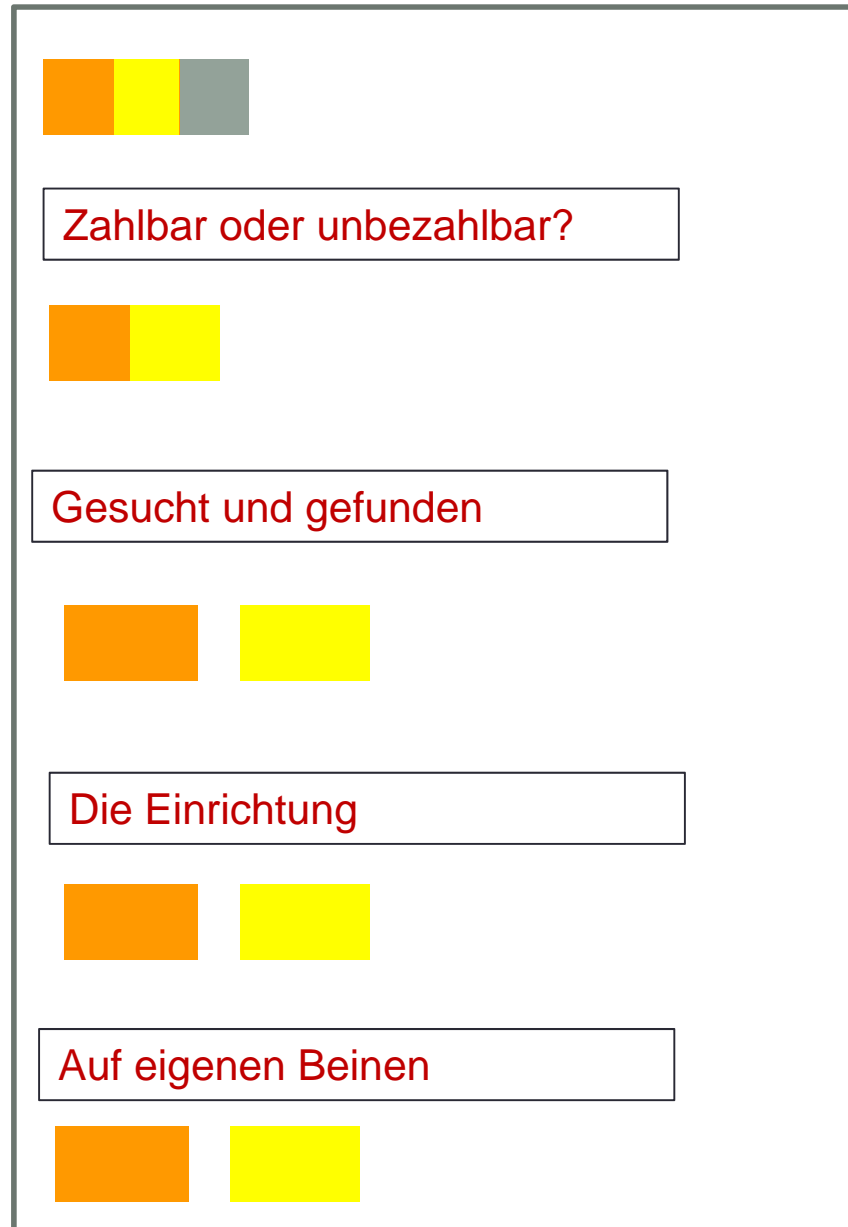 Zahlbar oder unbezahlbar?
Gesucht und gefunden
Die Einrichtung
Auf eigenen Beinen